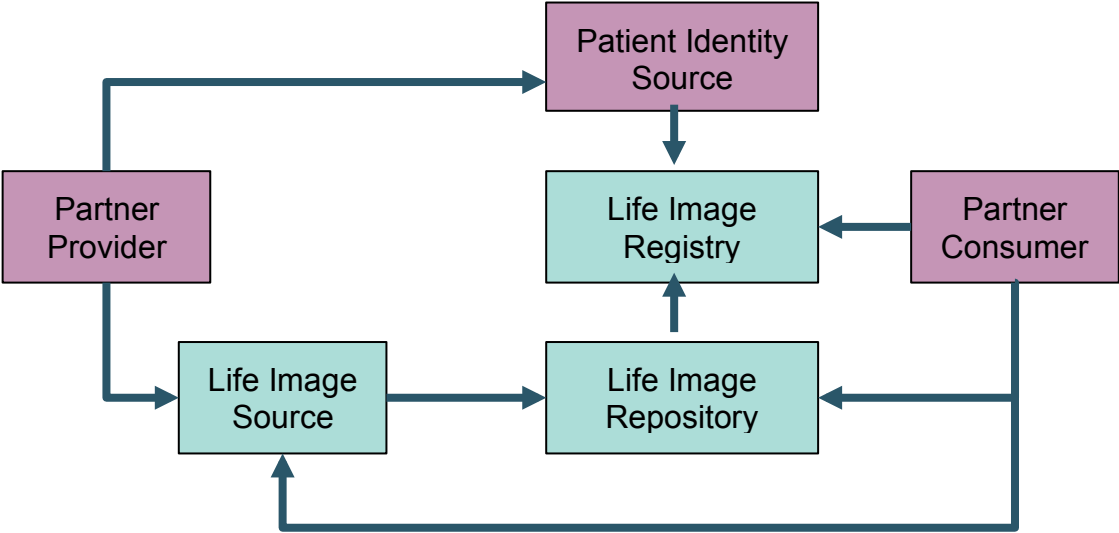 Patient Identity
Source
Partner
Provider
Life Image
Registry
Partner
Consumer
Life Image
Source
Life Image
Repository